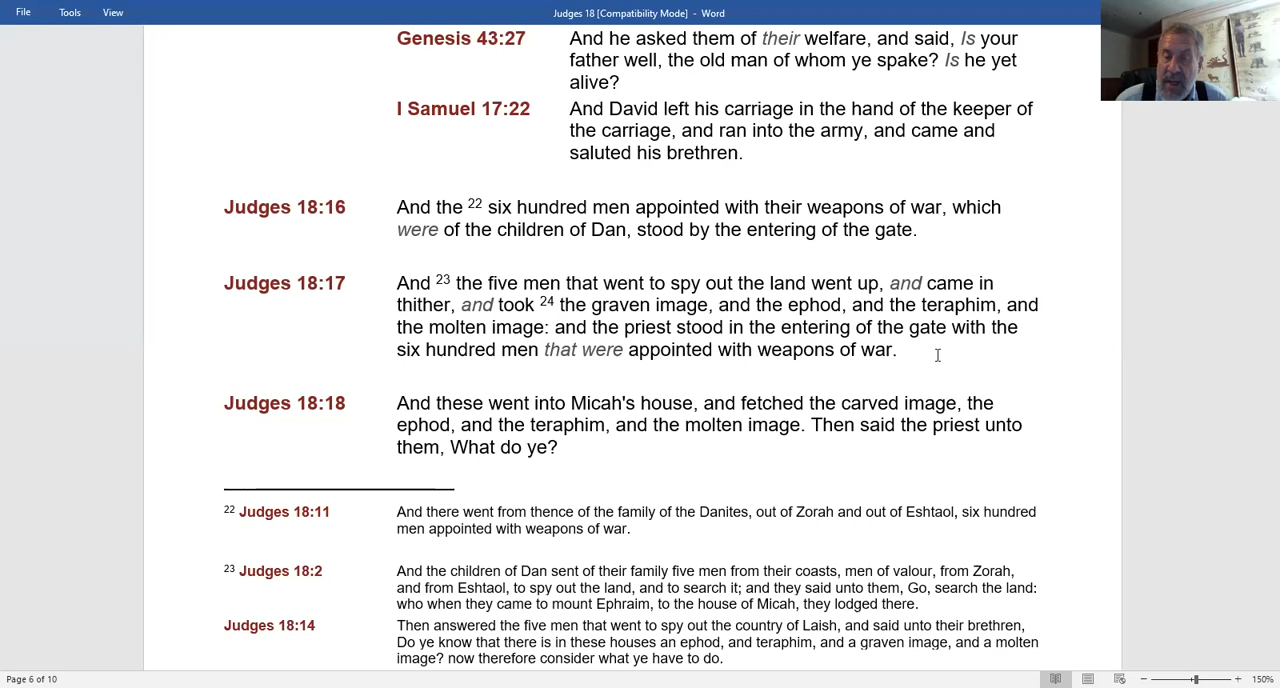 File Tools View Judges 18 [Compatibility Mode] - Word
Genesis 43:27 And he asked them of their welfare, and said, Is your
father well, the old man of whom ye spake? Is he yet
alive?
I Samuel 17:22 And David left his carriage in the hand of the keeper of
the carriage, and ran into the army, and came and
saluted his brethren.
Judges 18:16 And the 22 six hundred men appointed with their weapons of war, which
were of the children of Dan, stood by the entering of the gate.
Judges 18:17 And 23 the five men that went to spy out the land went up, and came in
thither, and took 24 the graven image, and the ephod, and the teraphim, and
the molten image: and the priest stood in the entering of the gate with the
six hundred men that were appointed with weapons of war.
Judges 18:18 And these went into Micah's house, and fetched the carved image, the
ephod, and the teraphim, and the molten image. Then said the priest unto
them, What do ye?
22 Judges 18:11 And there went from thence of the family of the Danites, out of Zorah and out of Eshtaol, six hundred
men appointed with weapons of war.
23 Judges 18:2 And the children of Dan sent of their family five men from their coasts, men of valour, from Zorah,
and from Eshtaol, to spy out the land, and to search it; and they said unto them, Go, search the land:
who when they came to mount Ephraim, to the house of Micah, they lodged there.
Judges 18:14 Then answered the five men that went to spy out the country of Laish, and said unto their brethren,
Do ye know that there is in these houses an ephod, and teraphim, and a graven image, and a molten
image? now therefore consider what ye have to do.
Page 6 of 10 150%